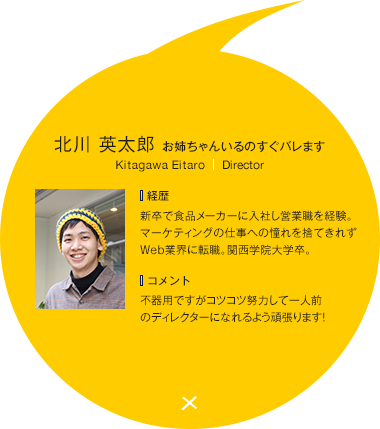 北川 英太郎 お姉ちゃんいるのすぐバレます
Kitagawa Eitaro | Director
経歴
新卒で食品メーカーに入社し営業職を経験。
マーケティングの仕事への憧れを捨てきれず
Web業界に転職。関西学院大学卒。
コメント
不器用ですがコツコツ努力して一人前
のディレクターになれるよう頑張ります!